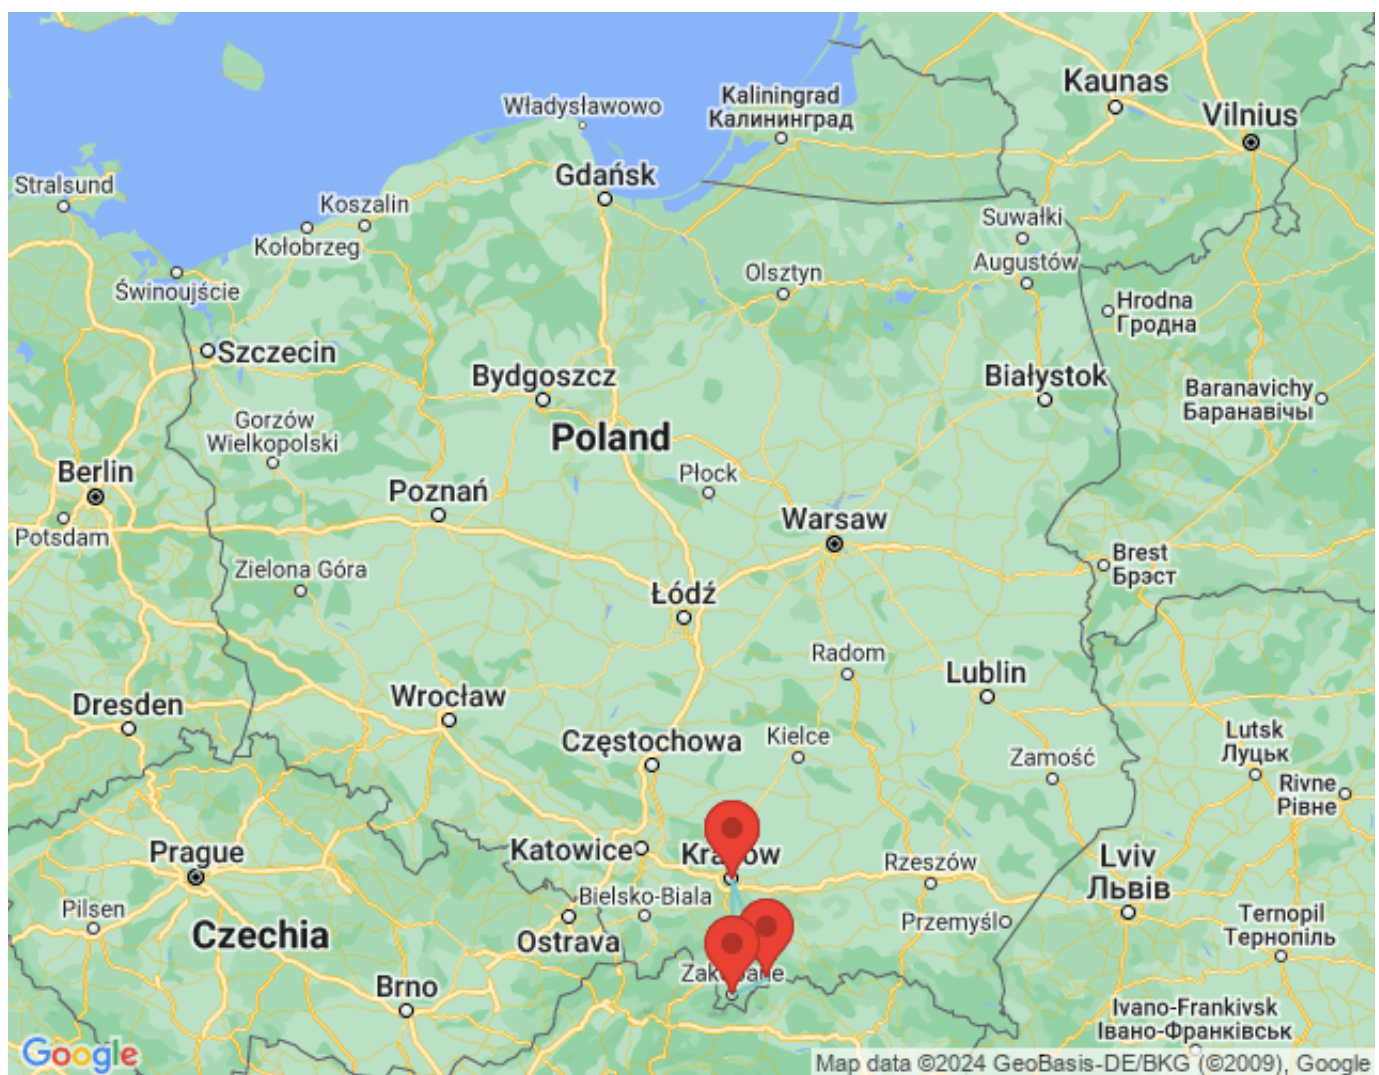 Kaunas
Vilnius
Kaliningrad
Калининград
Władysławowo
Gdańsk
Stralsund
Koszalin
Kołobrzeg
Suwałki
Augustów
Olsztyn
Świnoujście
Hrodna
Гродна
Szczecin
Bydgoszcz
Białystok
Baranavichy
Баранавічы
Gorzów
Wielkopolski
Poland
Berlin
Płock
Poznań
Warsaw
Potsdam
Brest
Брэст
Zielona Góra
Łódź
Radom
Lublin
Wrocław
Dresden
Częstochowa
Kielce
Zamość
Lutsk
Луцьк
Rivne
Рівне
Prague
Katowice
Kraków
Rzeszów
Lviv
Львів
Bielsko-Biala
Pilsen
Przemyśl
Ternopil
Тернопіль
Czechia
Ostrava
Zakopane
Brno
Ivano-Frankivsk
Івано-Франківськ
Google
Map data ©2024 GeoBasis-DE/BKG (©2009), Google